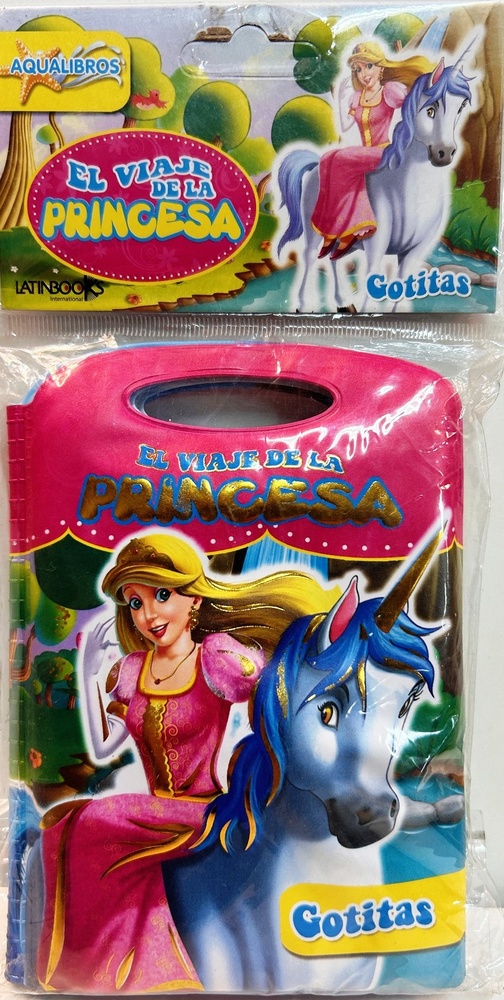 AQUALIBROS
EL VIAJE
DE LA
PRINCESA
LATINBOOKS
International
Gotitas
EL VIAJE DE LA
PRINCESA
Gotitas